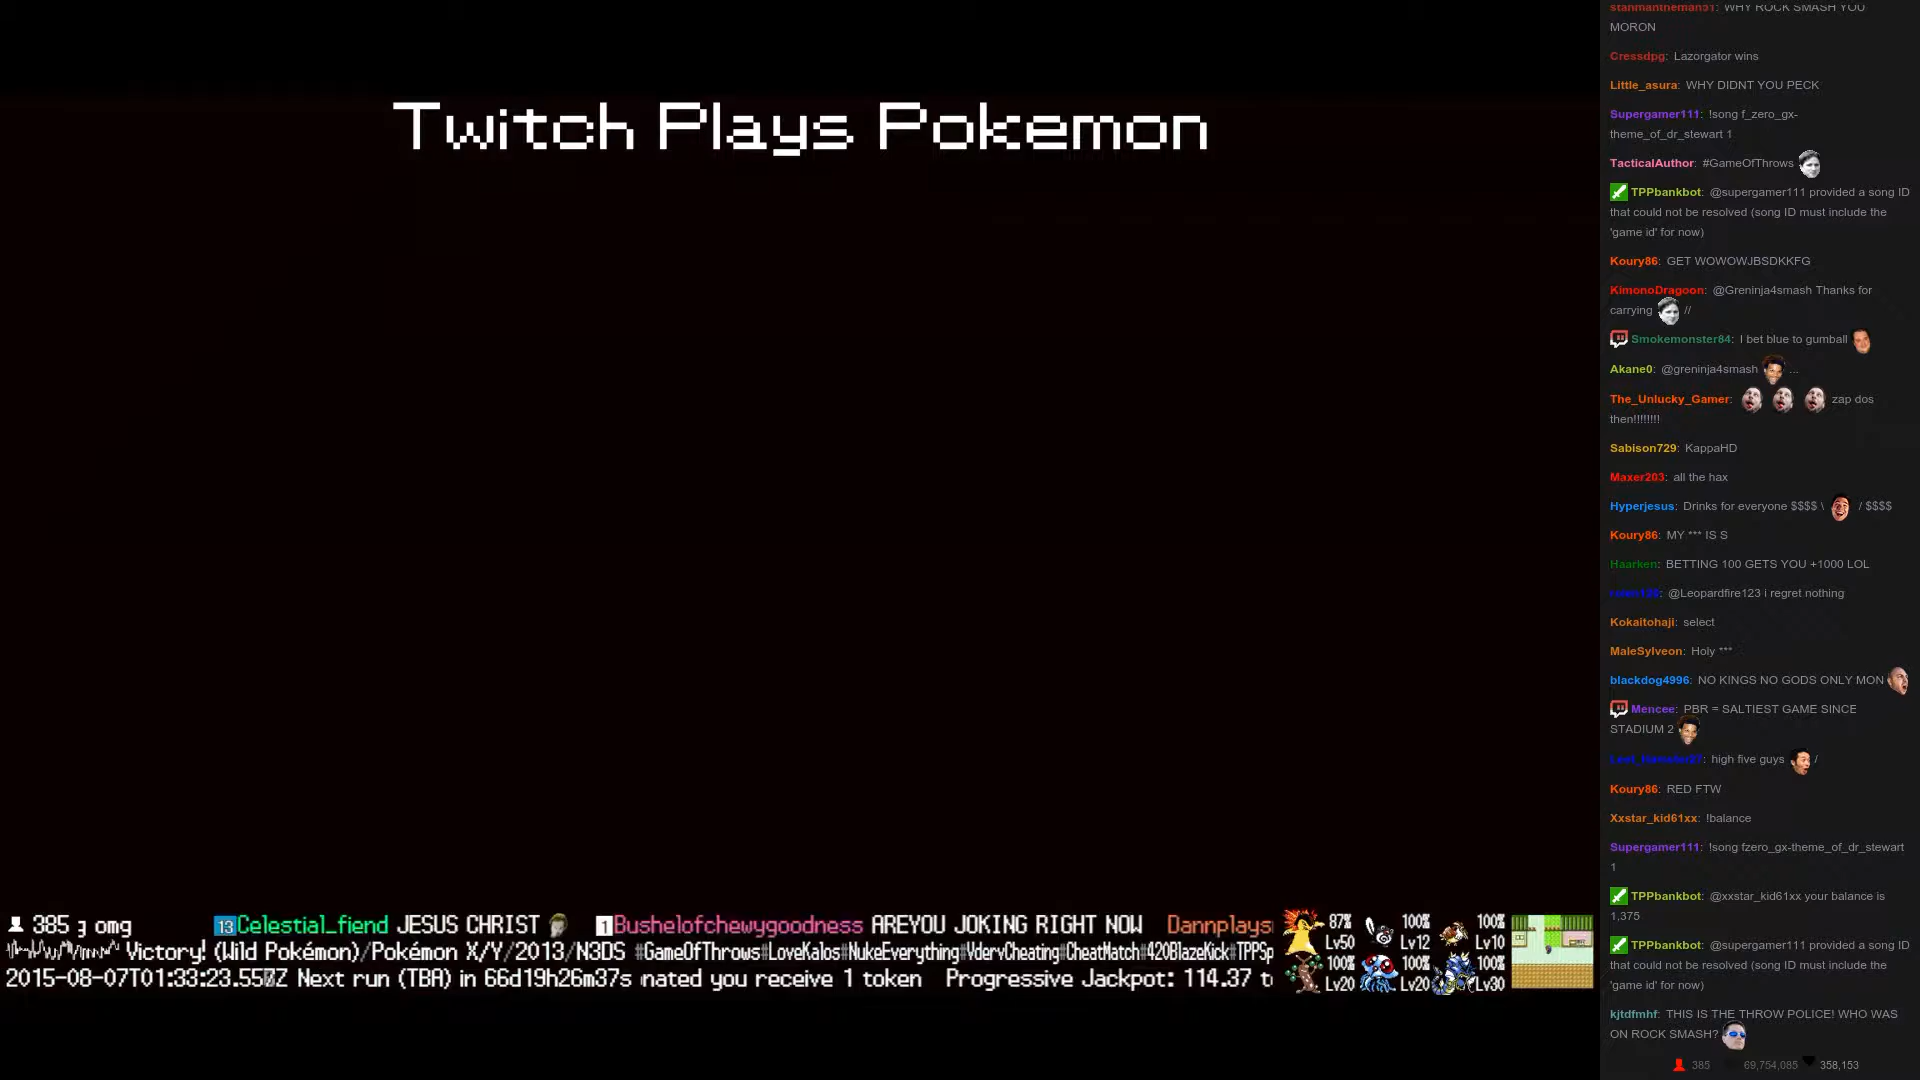 Twitch Plays Pokemon
385 g omg 13 Celestial_fiend JESUS CHRIST 1 Bushelofchewygoodness AREYOU JOKING RIGHT NOW Dannplays
Victory! (Wild Pokémon)/Pokémon X/Y/2013/N3DS #GameOfThrows#LoveKalos#NukeEverything#VdervCheating#CheatMatch#420BlazeKick#TPPSp
2015-08-07T01:33:23.550Z Next run (TBA) in 66d19h26m37s nated you receive 1 token Progressive Jackpot: 114.37 t
87% 100% 100%
Lv50 Lv12 Lv10
100% 100% 100%
Lv20 Lv20 Lv30
stanmantheman51: WHY ROCK SMASH YOU
MORON
Cressdpg: Lazorgator wins
Little_asura: WHY DIDNT YOU PECK
Supergamer111: !song f_zero_gx-
theme_of_dr_stewart 1
TacticalAuthor: #GameOfThrows
TPPbankbot: @supergamer111 provided a song ID
that could not be resolved (song ID must include the
'game id' for now)
Koury86: GET WOWOWJBSDKKFG
KimonoDragoon: @Greninja4smash Thanks for
carrying //
Smokemonster84: I bet blue to gumball
Akane0: @greninja4smash ...
The_Unlucky_Gamer: zap dos
then!!!!!!!!
Sabison729: KappaHD
Maxer203: all the hax
Hyperjesus: Drinks for everyone $$$$ \ / $$$$
Koury86: MY *** IS S
Haarken: BETTING 100 GETS YOU +1000 LOL
: @Leopardfire123 i regret nothing
Kokaitohaji: select
MaleSylveon: Holy ***
blackdog4996: NO KINGS NO GODS ONLY MON
Mencee: PBR = SALTIEST GAME SINCE
STADIUM 2
: high five guys /
Koury86: RED FTW
Xxstar_kid61xx: !balance
Supergamer111: !song fzero_gx-theme_of_dr_stewart
1
TPPbankbot: @xxstar_kid61xx your balance is
1,375
TPPbankbot: @supergamer111 provided a song ID
that could not be resolved (song ID must include the
'game id' for now)
kjtdfmhf: THIS IS THE THROW POLICE! WHO WAS
ON ROCK SMASH?
385 69,754,085 358,153